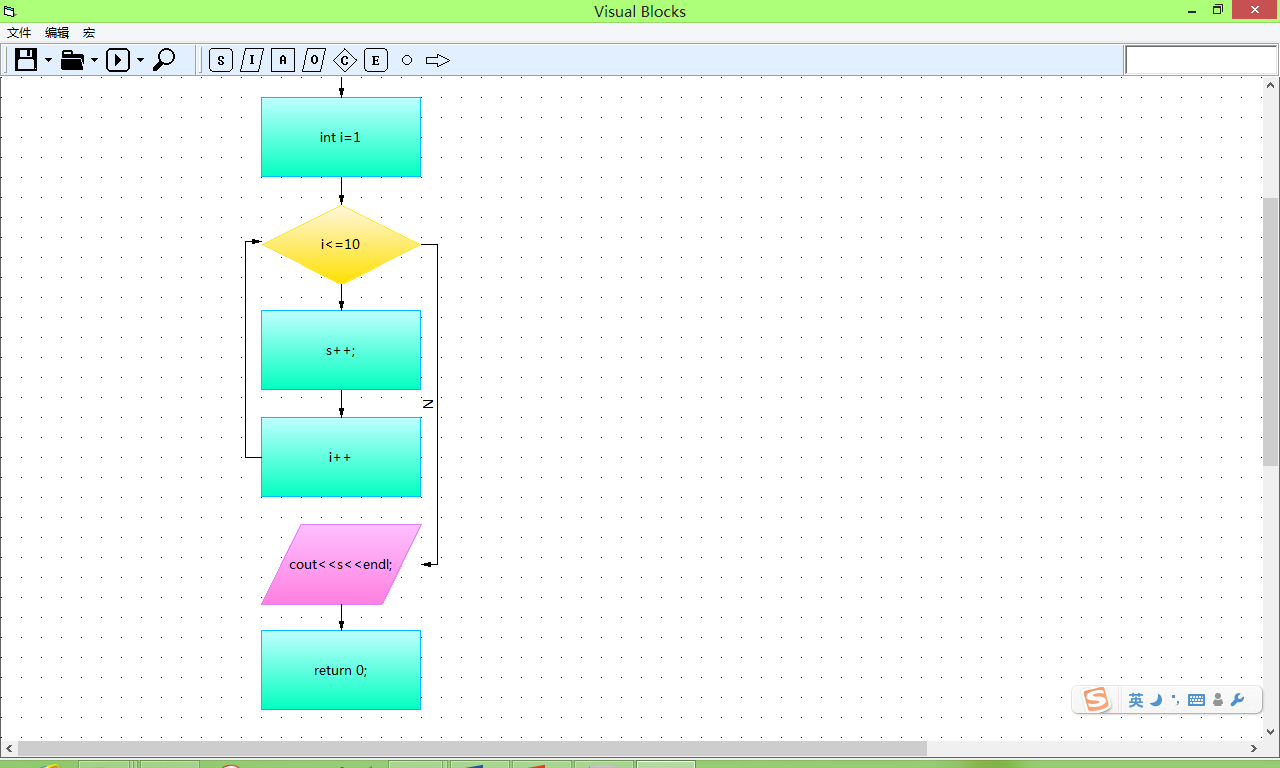 Visual Blocks
文件 编辑 宏
S I A O C E
int i=1
i<=10
s++;
N
i++
cout<<s<<endl;
return 0;
S 英